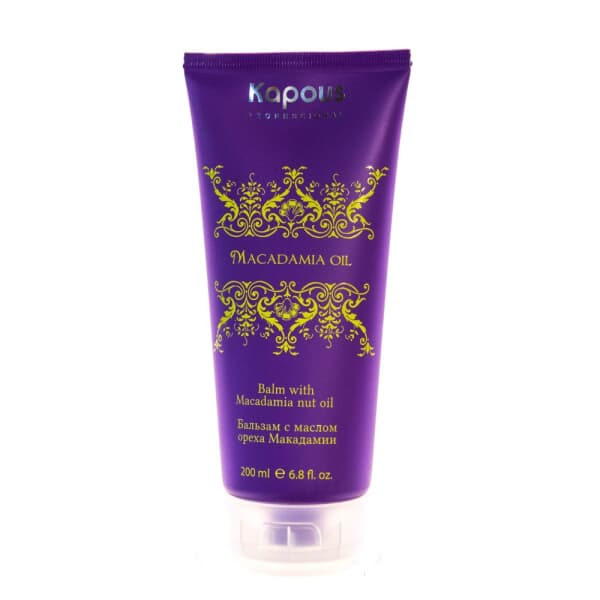 Kapous
PROFESSIONAL
MACADAMIA OIL
Balm with
Macadamia nut oil
Бальзам с маслом
ореха Макадамии
200 ml ℮ 6.8 fl. oz.